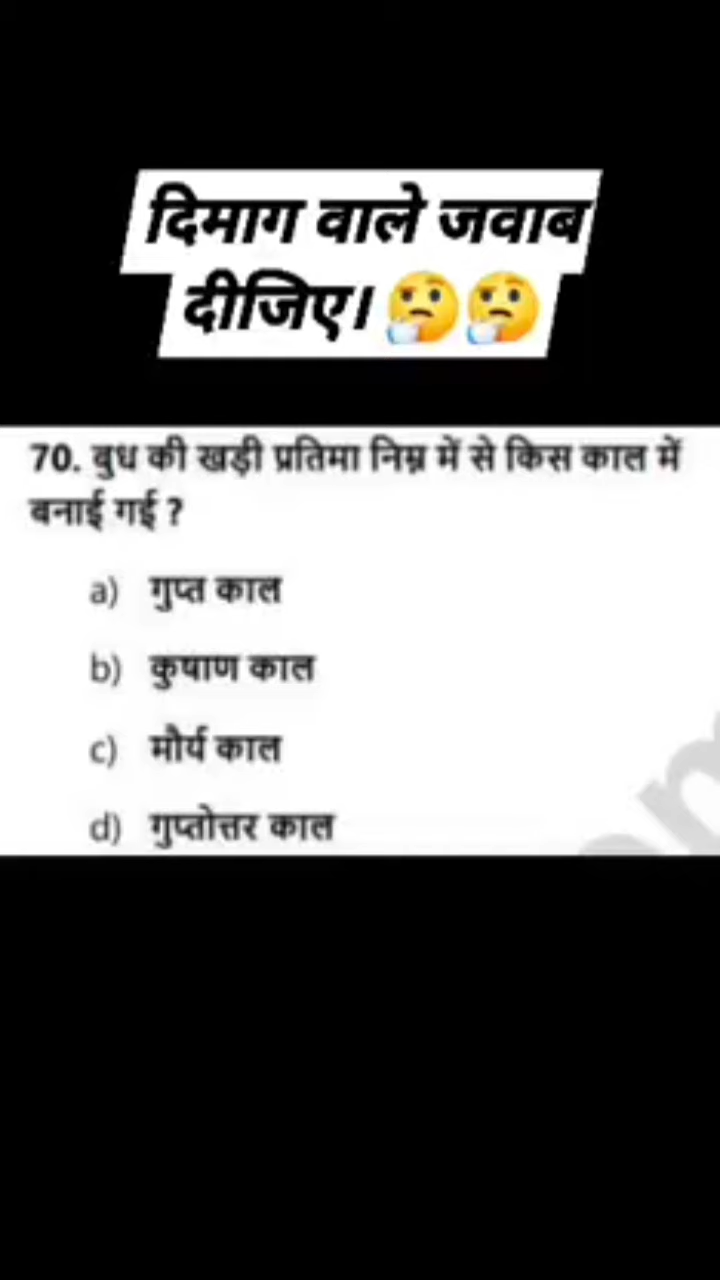 दिमाग वाले जवाब
दीजिए। 🤔🤔
70. बुध की खड़ी प्रतिमा निम्न में से किस काल में
बनाई गई ?
a) गुप्त काल
b) कुषाण काल
c) मौर्य काल
d) गुप्तोत्तर काल